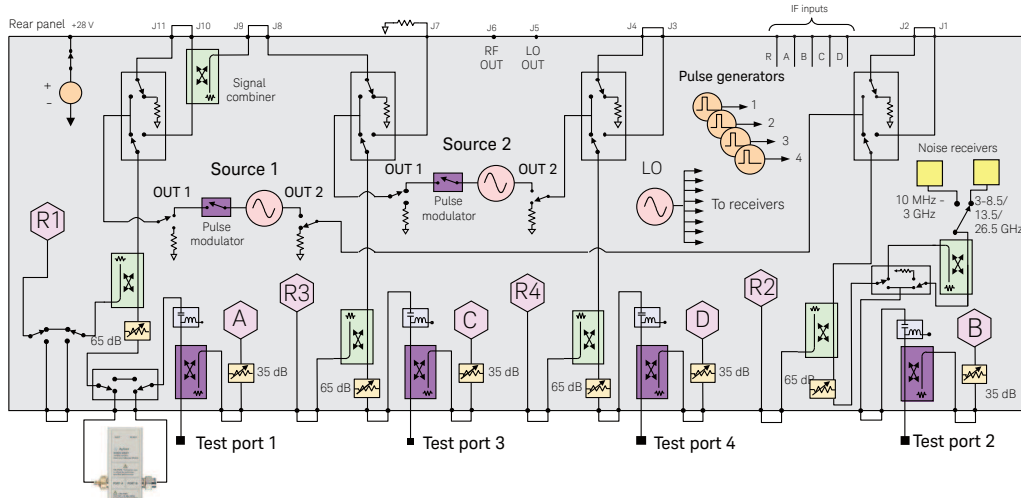 Rear panel
+28 V
J11
J10
J9
J8
J7
J6
J5
J4
J3
IF inputs
J2
J1
RF OUT
LO OUT
R
A
B
C
D
+
-
Signal combiner
Pulse generators
1
2
3
4
Noise receivers
10 MHz - 3 GHz
3-8.5/ 13.5/ 26.5 GHz
Source 1
OUT 1
OUT 2
Pulse modulator
Source 2
OUT 1
OUT 2
Pulse modulator
LO
To receivers
R1
65 dB
A
35 dB
R3
65 dB
C
35 dB
R4
65 dB
D
35 dB
R2
65 dB
B
35 dB
Test port 1
Test port 3
Test port 4
Test port 2